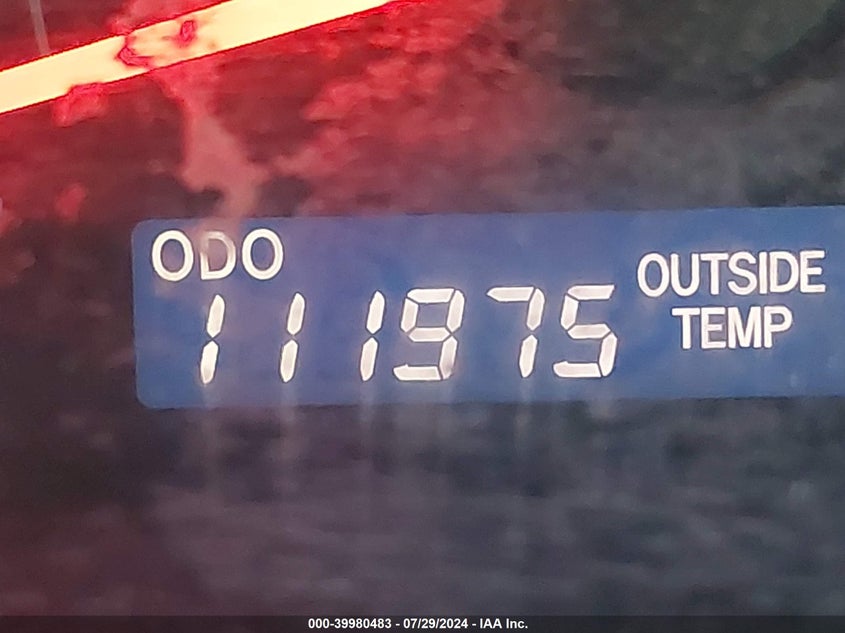 ODO
111975
OUTSIDE
TEMP
000-39980483 - 07/29/2024 - IAA Inc.